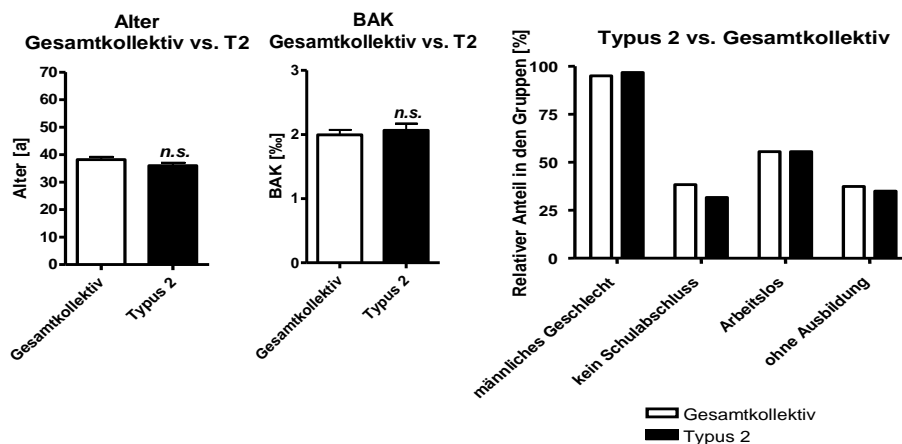 Alter
Gesamtkollektiv vs. T2
70
60
50
40
30
20
10
0
Alter [a]
n.s.
Gesamtkollektiv
Typus 2
BAK
Gesamtkollektiv vs. T2
3
2
1
0
BAK [‰]
n.s.
Gesamtkollektiv
Typus 2
Typus 2 vs. Gesamtkollektiv
100
75
50
25
0
Relativer Anteil in den Gruppen [%]
männliches Geschlecht
kein Schulabschluss
Arbeitslos
ohne Ausbildung
Gesamtkollektiv
Typus 2